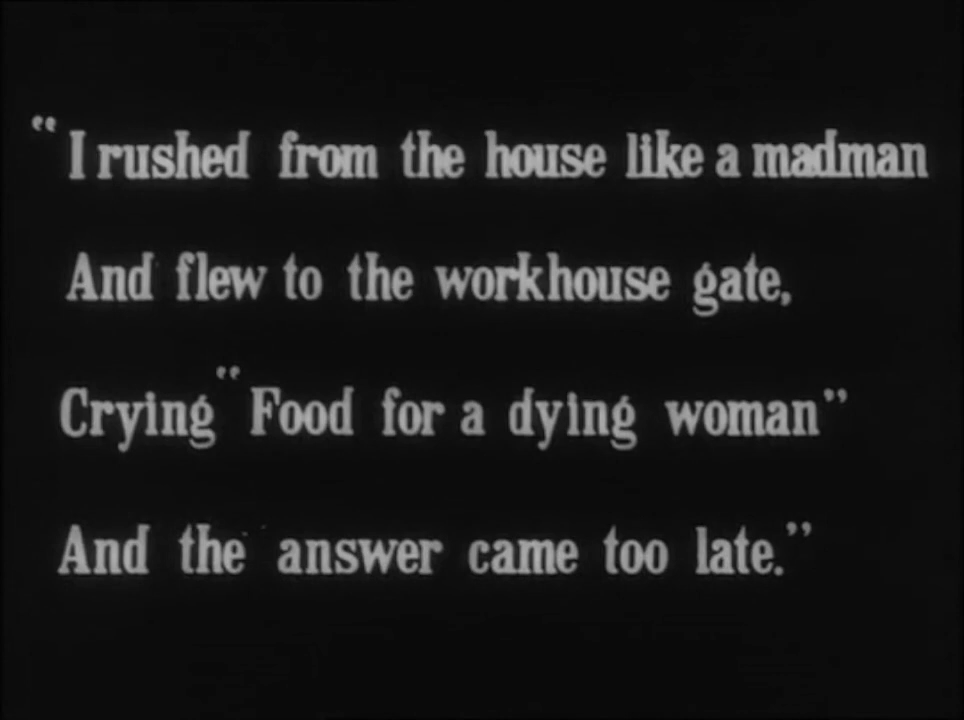 “I rushed from the house like a madman
And flew to the workhouse gate,
Crying “Food for a dying woman”
And the answer came too late.”